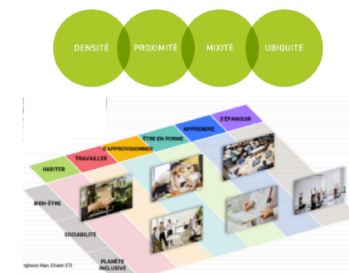 DENSITÉ PROXIMITÉ MIXITÉ UBIQUITÉ
S'ÉPANOUIR
APPRENDRE
ÊTRE EN FORME
S'APPROVISIONNER
TRAVAILLER
HABITER
BIEN-ÊTRE
SOCIABILITÉ
PLANÈTE
INCLUSIVE
Han, Chaire ETI